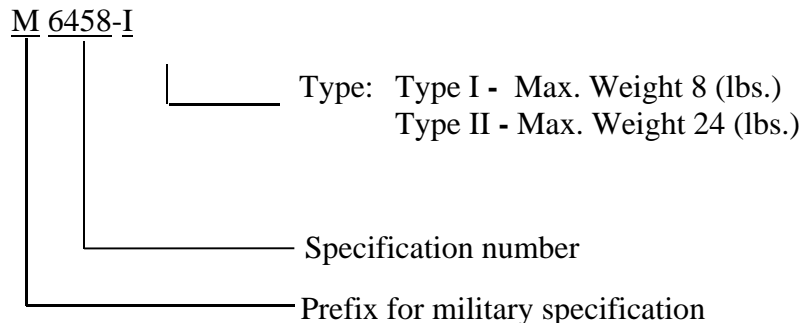 M 6458-I
Type: Type I - Max. Weight 8 (lbs.)
Type II - Max. Weight 24 (lbs.)
Specification number
Prefix for military specification